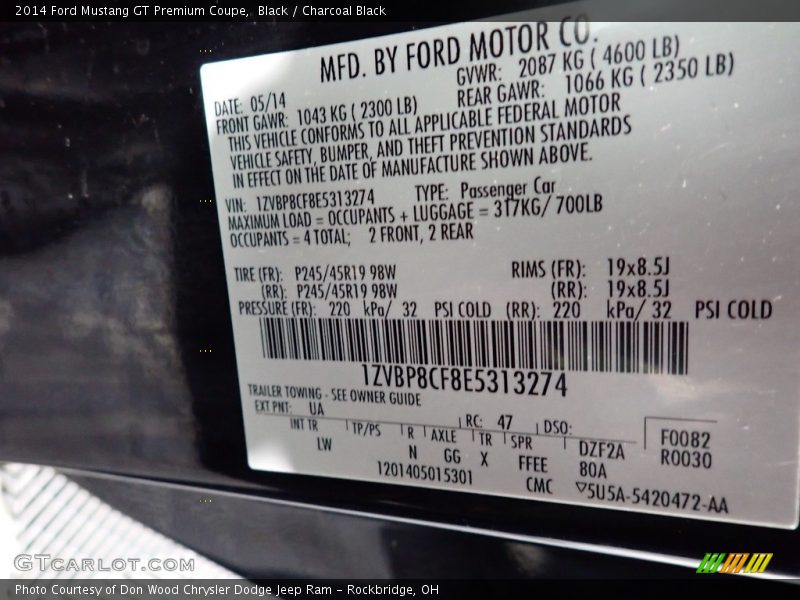 2014 Ford Mustang GT Premium Coupe,  Black / Charcoal Black
MFD. BY FORD MOTOR CO.
DATE: 05/14 GVWR: 2087 KG ( 4600 LB)
FRONT GAWR: 1043 KG ( 2300 LB) REAR GAWR: 1066 KG ( 2350 LB)
THIS VEHICLE CONFORMS TO ALL APPLICABLE FEDERAL MOTOR
VEHICLE SAFETY, BUMPER, AND THEFT PREVENTION STANDARDS
IN EFFECT ON THE DATE OF MANUFACTURE SHOWN ABOVE.
VIN: 1ZVBP8CF8E5313274 TYPE: Passenger Car
MAXIMUM LOAD = OCCUPANTS + LUGGAGE = 317KG/ 700LB
OCCUPANTS = 4 TOTAL; 2 FRONT, 2 REAR
TIRE (FR): P245/45R19 98W RIMS (FR): 19x8.5J
(RR): P245/45R19 98W (RR): 19x8.5J
PRESSURE (FR): 220 kPa/ 32 PSI COLD (RR): 220 kPa/ 32 PSI COLD
1ZVBP8CF8E5313274
TRAILER TOWING - SEE OWNER GUIDE
EXT PNT: UA RC: 47 DSO: F0082
INT TR TP/PS R AXLE TR SPR DZF2A R0030
LW N GG X FFEE 80A
1201405015301 CMC ▽5U5A-5420472-AA
GTCARLOT.COM
Photo Courtesy of Don Wood Chrysler Dodge Jeep Ram - Rockbridge, OH